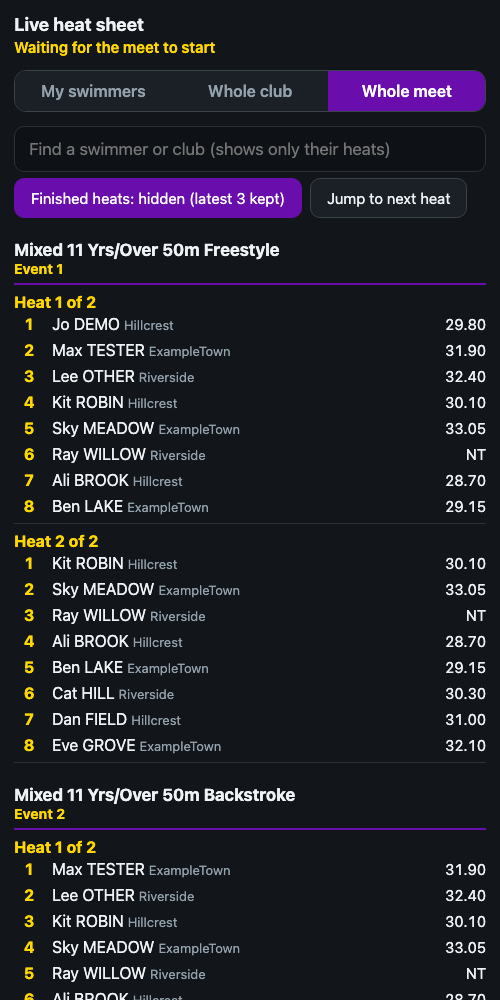 Live heat sheet
Waiting for the meet to start
My swimmers Whole club Whole meet
Find a swimmer or club (shows only their heats)
Finished heats: hidden (latest 3 kept) Jump to next heat
Mixed 11 Yrs/Over 50m Freestyle
Event 1
Heat 1 of 2
1 Jo DEMO Hillcrest 29.80
2 Max TESTER ExampleTown 31.90
3 Lee OTHER Riverside 32.40
4 Kit ROBIN Hillcrest 30.10
5 Sky MEADOW ExampleTown 33.05
6 Ray WILLOW Riverside NT
7 Ali BROOK Hillcrest 28.70
8 Ben LAKE ExampleTown 29.15
Heat 2 of 2
1 Kit ROBIN Hillcrest 30.10
2 Sky MEADOW ExampleTown 33.05
3 Ray WILLOW Riverside NT
4 Ali BROOK Hillcrest 28.70
5 Ben LAKE ExampleTown 29.15
6 Cat HILL Riverside 30.30
7 Dan FIELD Hillcrest 31.00
8 Eve GROVE ExampleTown 32.10
Mixed 11 Yrs/Over 50m Backstroke
Event 2
Heat 1 of 2
1 Max TESTER ExampleTown 31.90
2 Lee OTHER Riverside 32.40
3 Kit ROBIN Hillcrest 30.10
4 Sky MEADOW ExampleTown 33.05
5 Ray WILLOW Riverside NT
6 Ali BROOK Hillcrest 28.70